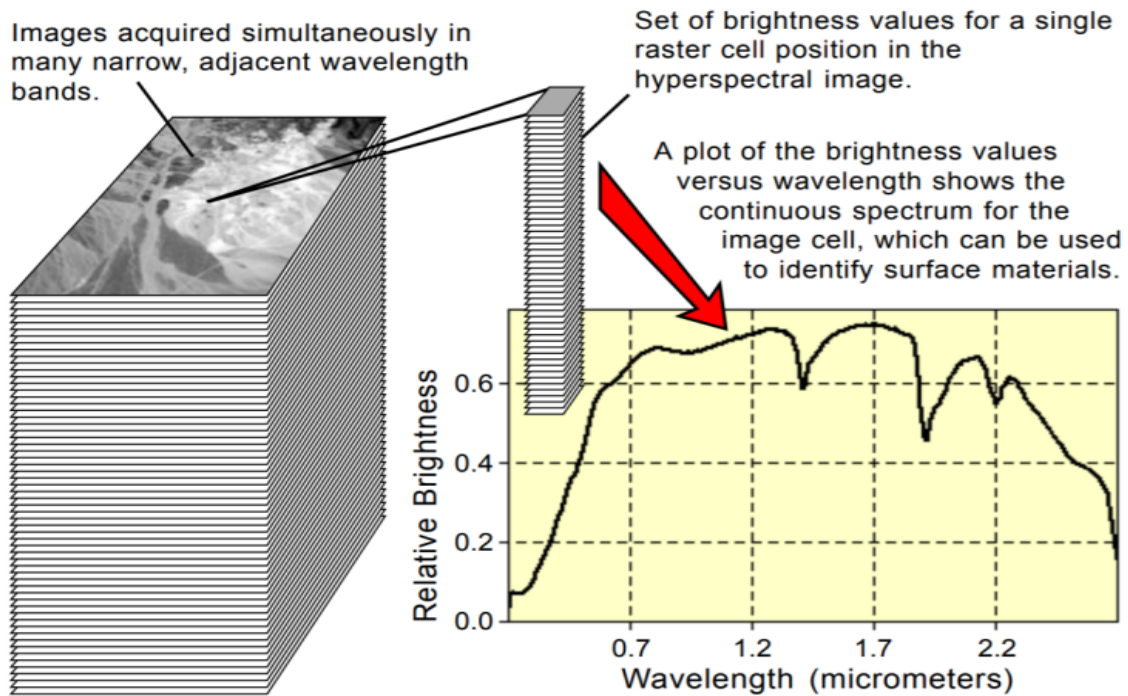 Images acquired simultaneously in
many narrow, adjacent wavelength
bands.
Set of brightness values for a single
raster cell position in the
hyperspectral image.
A plot of the brightness values
versus wavelength shows the
continuous spectrum for the
image cell, which can be used
to identify surface materials.
Relative Brightness
0.6
0.4
0.2
0.0
0.7 1.2 1.7 2.2
Wavelength (micrometers)